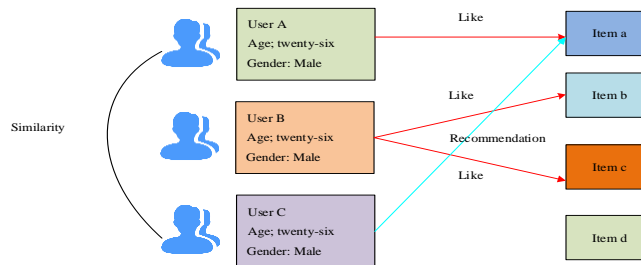 User A
Age; twenty-six
Gender: Male
Like
Item a
Similarity
User B
Age; twenty-six
Gender: Male
Like
Recommendation
Like
Item b
Item c
User C
Age; twenty-six
Gender: Male
Item d